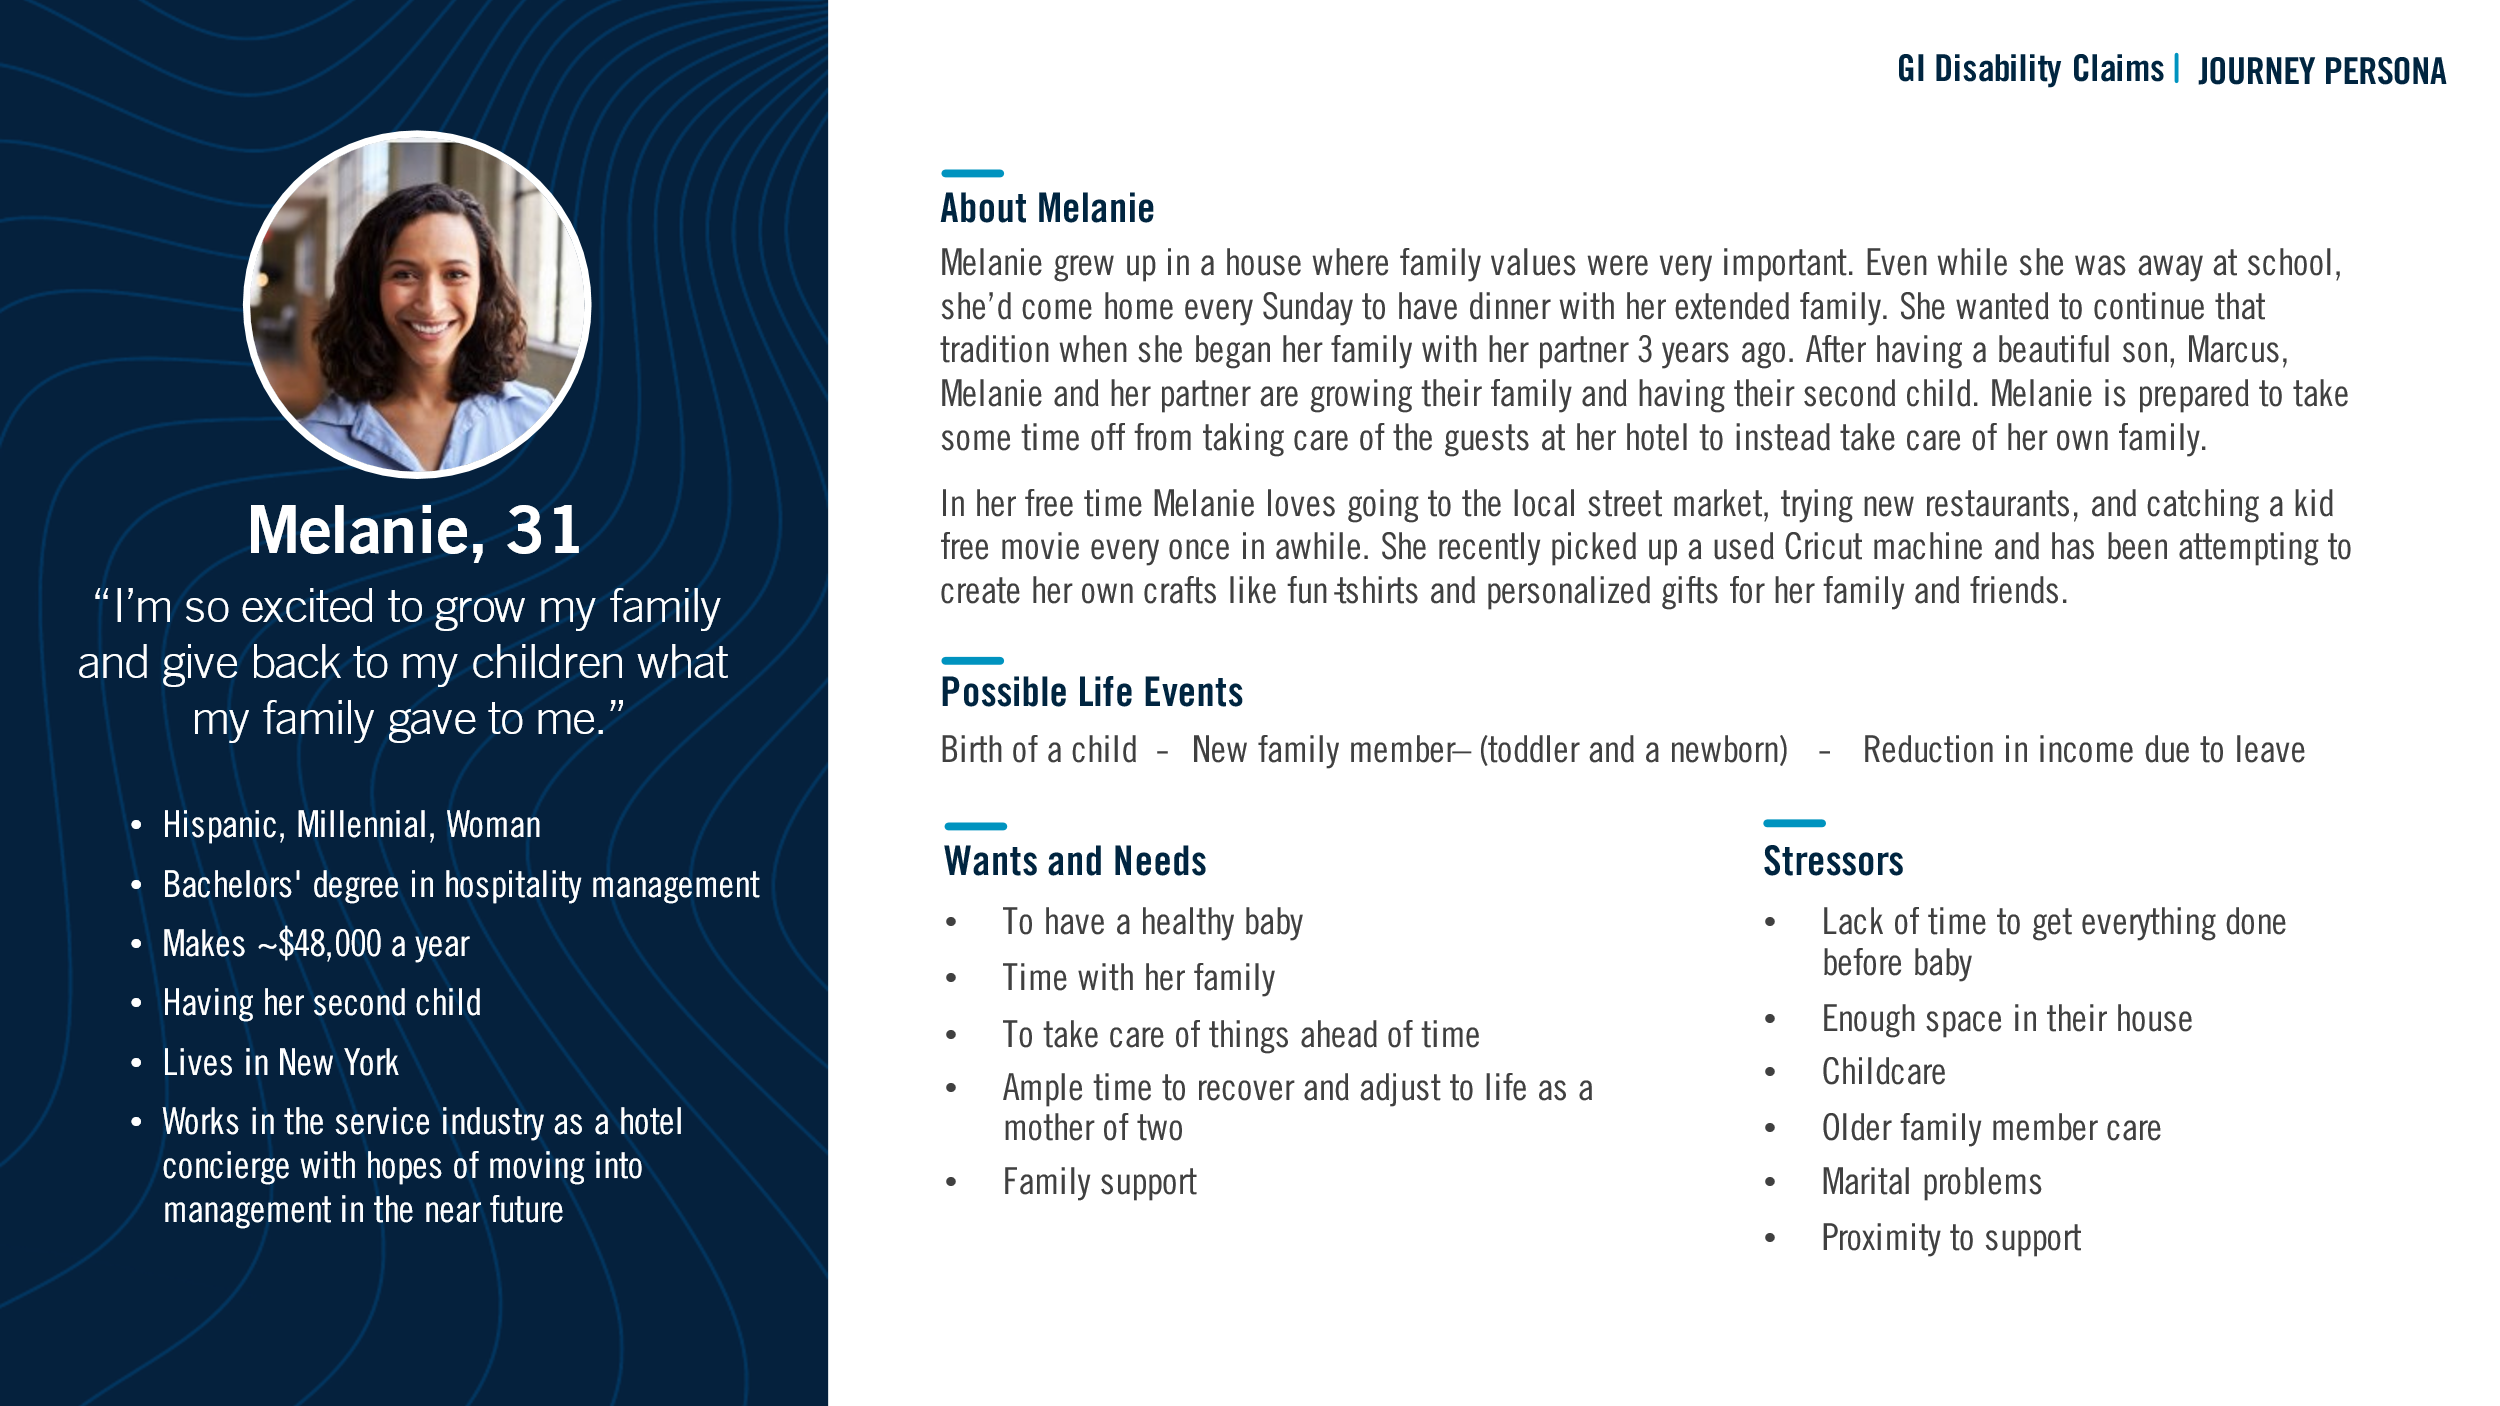 GI Disability Claims | JOURNEY PERSONA
Melanie, 31
“I’m so excited to grow my family
and give back to my children what
my family gave to me.”
• Hispanic, Millennial, Woman
• Bachelors' degree in hospitality management
• Makes ~$48,000 a year
• Having her second child
• Lives in New York
• Works in the service industry as a hotel
concierge with hopes of moving into
management in the near future
About Melanie
Melanie grew up in a house where family values were very important. Even while she was away at school,
she’d come home every Sunday to have dinner with her extended family. She wanted to continue that
tradition when she began her family with her partner 3 years ago. After having a beautiful son, Marcus,
Melanie and her partner are growing their family and having their second child. Melanie is prepared to take
some time off from taking care of the guests at her hotel to instead take care of her own family.
In her free time Melanie loves going to the local street market, trying new restaurants, and catching a kid
free movie every once in awhile. She recently picked up a used Cricut machine and has been attempting to
create her own crafts like fun t-shirts and personalized gifts for her family and friends.
Possible Life Events
Birth of a child - New family member– (toddler and a newborn) - Reduction in income due to leave
Wants and Needs
• To have a healthy baby
• Time with her family
• To take care of things ahead of time
• Ample time to recover and adjust to life as a
mother of two
• Family support
Stressors
• Lack of time to get everything done
before baby
• Enough space in their house
• Childcare
• Older family member care
• Marital problems
• Proximity to support